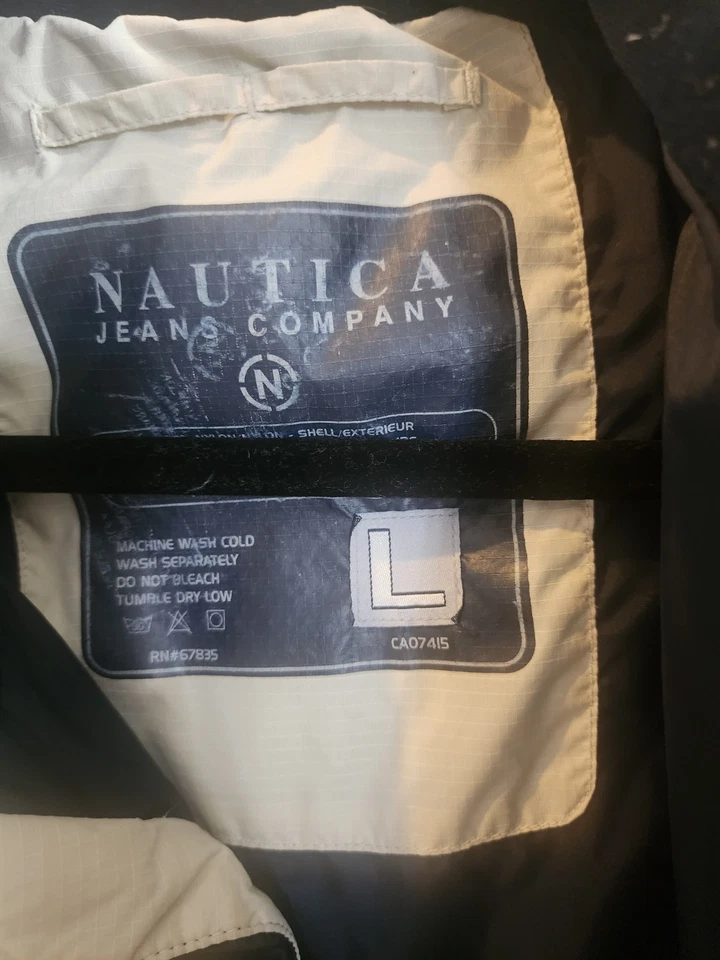 NAUTICA
JEANS COMPANY
N
NYLON - SHELL/EXTERIEUR
MACHINE WASH COLD
WASH SEPARATELY
DO NOT BLEACH
TUMBLE DRY LOW
L
RN#67835
CA07415